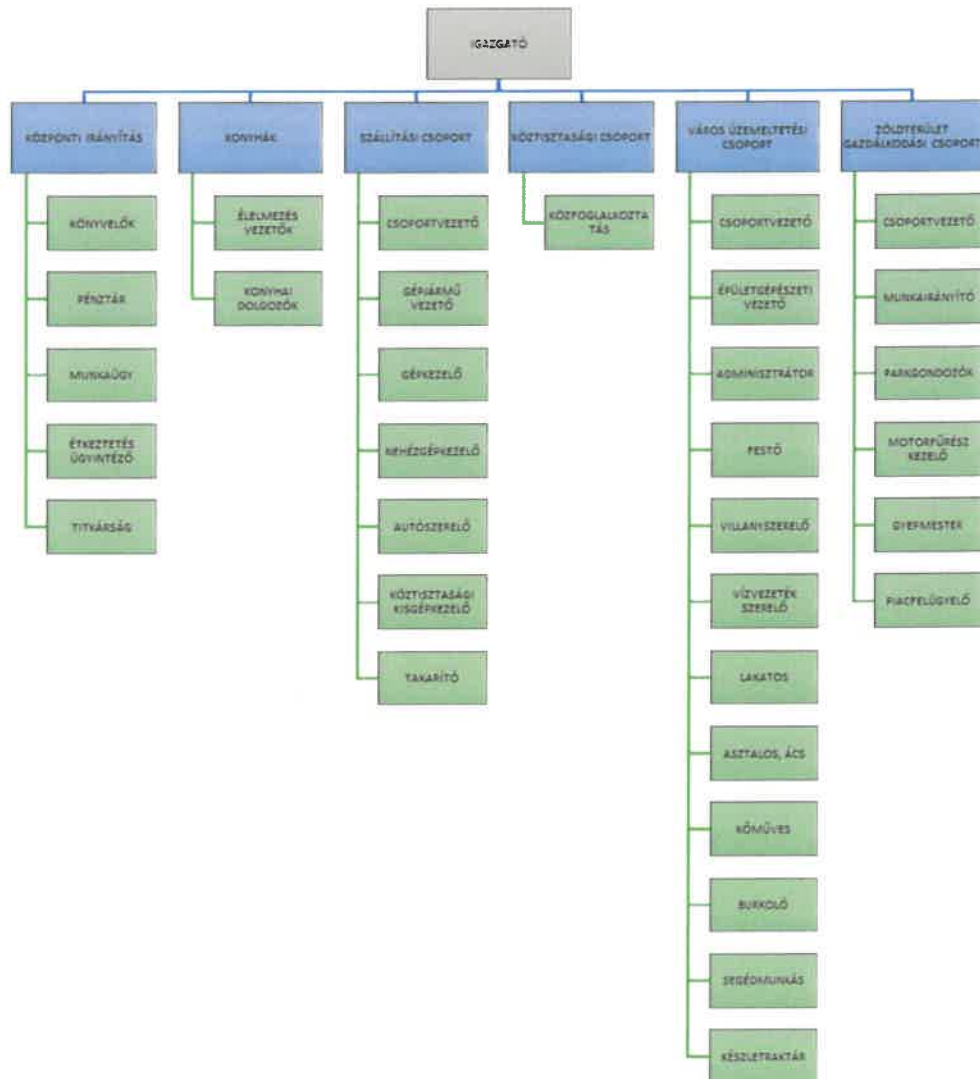 IGAZGATÓ
KÖZPONTI IRÁNYÍTÁS
KÖNYVELŐK
PÉNZTÁR
MUNKAÜGY
ÉTKEZTETÉS
ÜGYINTÉZŐ
TITKÁRSÁG
KONYHÁK
ÉLELMEZÉS
VEZETŐK
KONYHAI
DOLGOZÓK
SZÁLLÍTÁSI CSOPORT
CSOPORTVEZETŐ
GÉPJÁRMŰ
VEZETŐ
GÉPKEZELŐ
NEHÉZGÉPKEZELŐ
AUTÓSZERELŐ
KÖZTISZTASÁGI
KISGÉPKEZELŐ
TAKARÍTÓ
KÖZTISZTASÁGI CSOPORT
KÖZFOGLALKOZTA
TÁS
VÁROS ÜZEMELTETÉSI
CSOPORT
CSOPORTVEZETŐ
ÉPÜLETGÉPÉSZETI
VEZETŐ
ADMINISZTRÁTOR
FESTŐ
VILLANYSZERELŐ
VÍZVEZETÉK
SZERELŐ
LAKATOS
ASZTALOS, ÁCS
KŐMŰVES
BURKOLÓ
SEGÉDMUNKÁS
KÉSZLETRAKTÁR
ZÖLDTERÜLET
GAZDÁLKODÁSI CSOPORT
CSOPORTVEZETŐ
MUNKAIRÁNYÍTÓ
PARKGONDOZÓK
MOTORFŰRÉSZ
KEZELŐ
GYEPMESTER
PIACFELÜGYELŐ